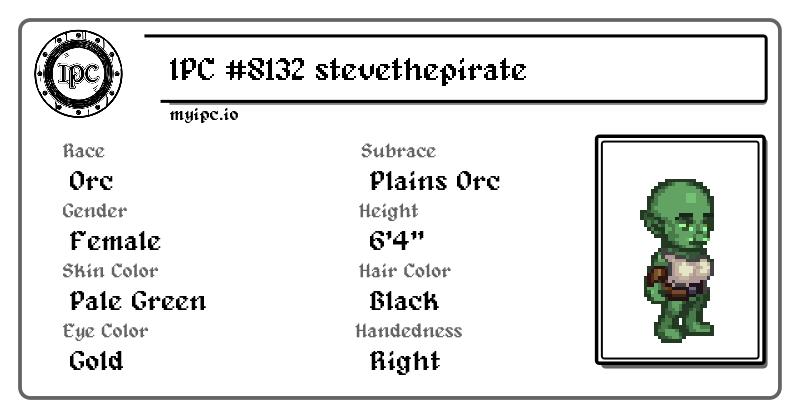 IPC
IPC #8132 stevethepirate
myipc.io
Race
Orc
Subrace
Plains Orc
Gender
Female
Height
6'4"
Skin Color
Pale Green
Hair Color
Black
Eye Color
Gold
Handedness
Right